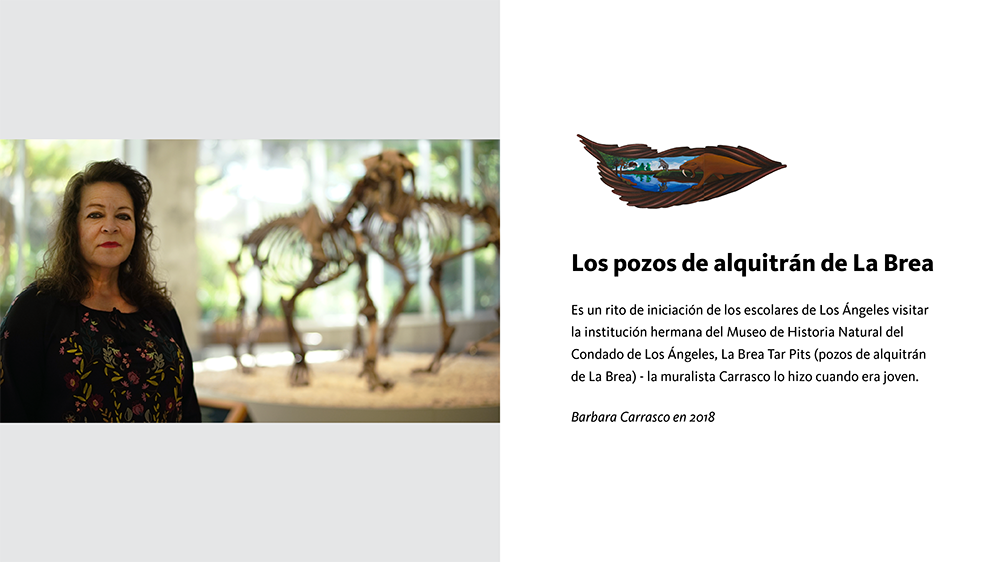 Los pozos de alquitrán de La Brea
Es un rito de iniciación de los escolares de Los Ángeles visitar
la institución hermana del Museo de Historia Natural del
Condado de Los Ángeles, La Brea Tar Pits (pozos de alquitrán
de La Brea) - la muralista Carrasco lo hizo cuando era joven.
Barbara Carrasco en 2018